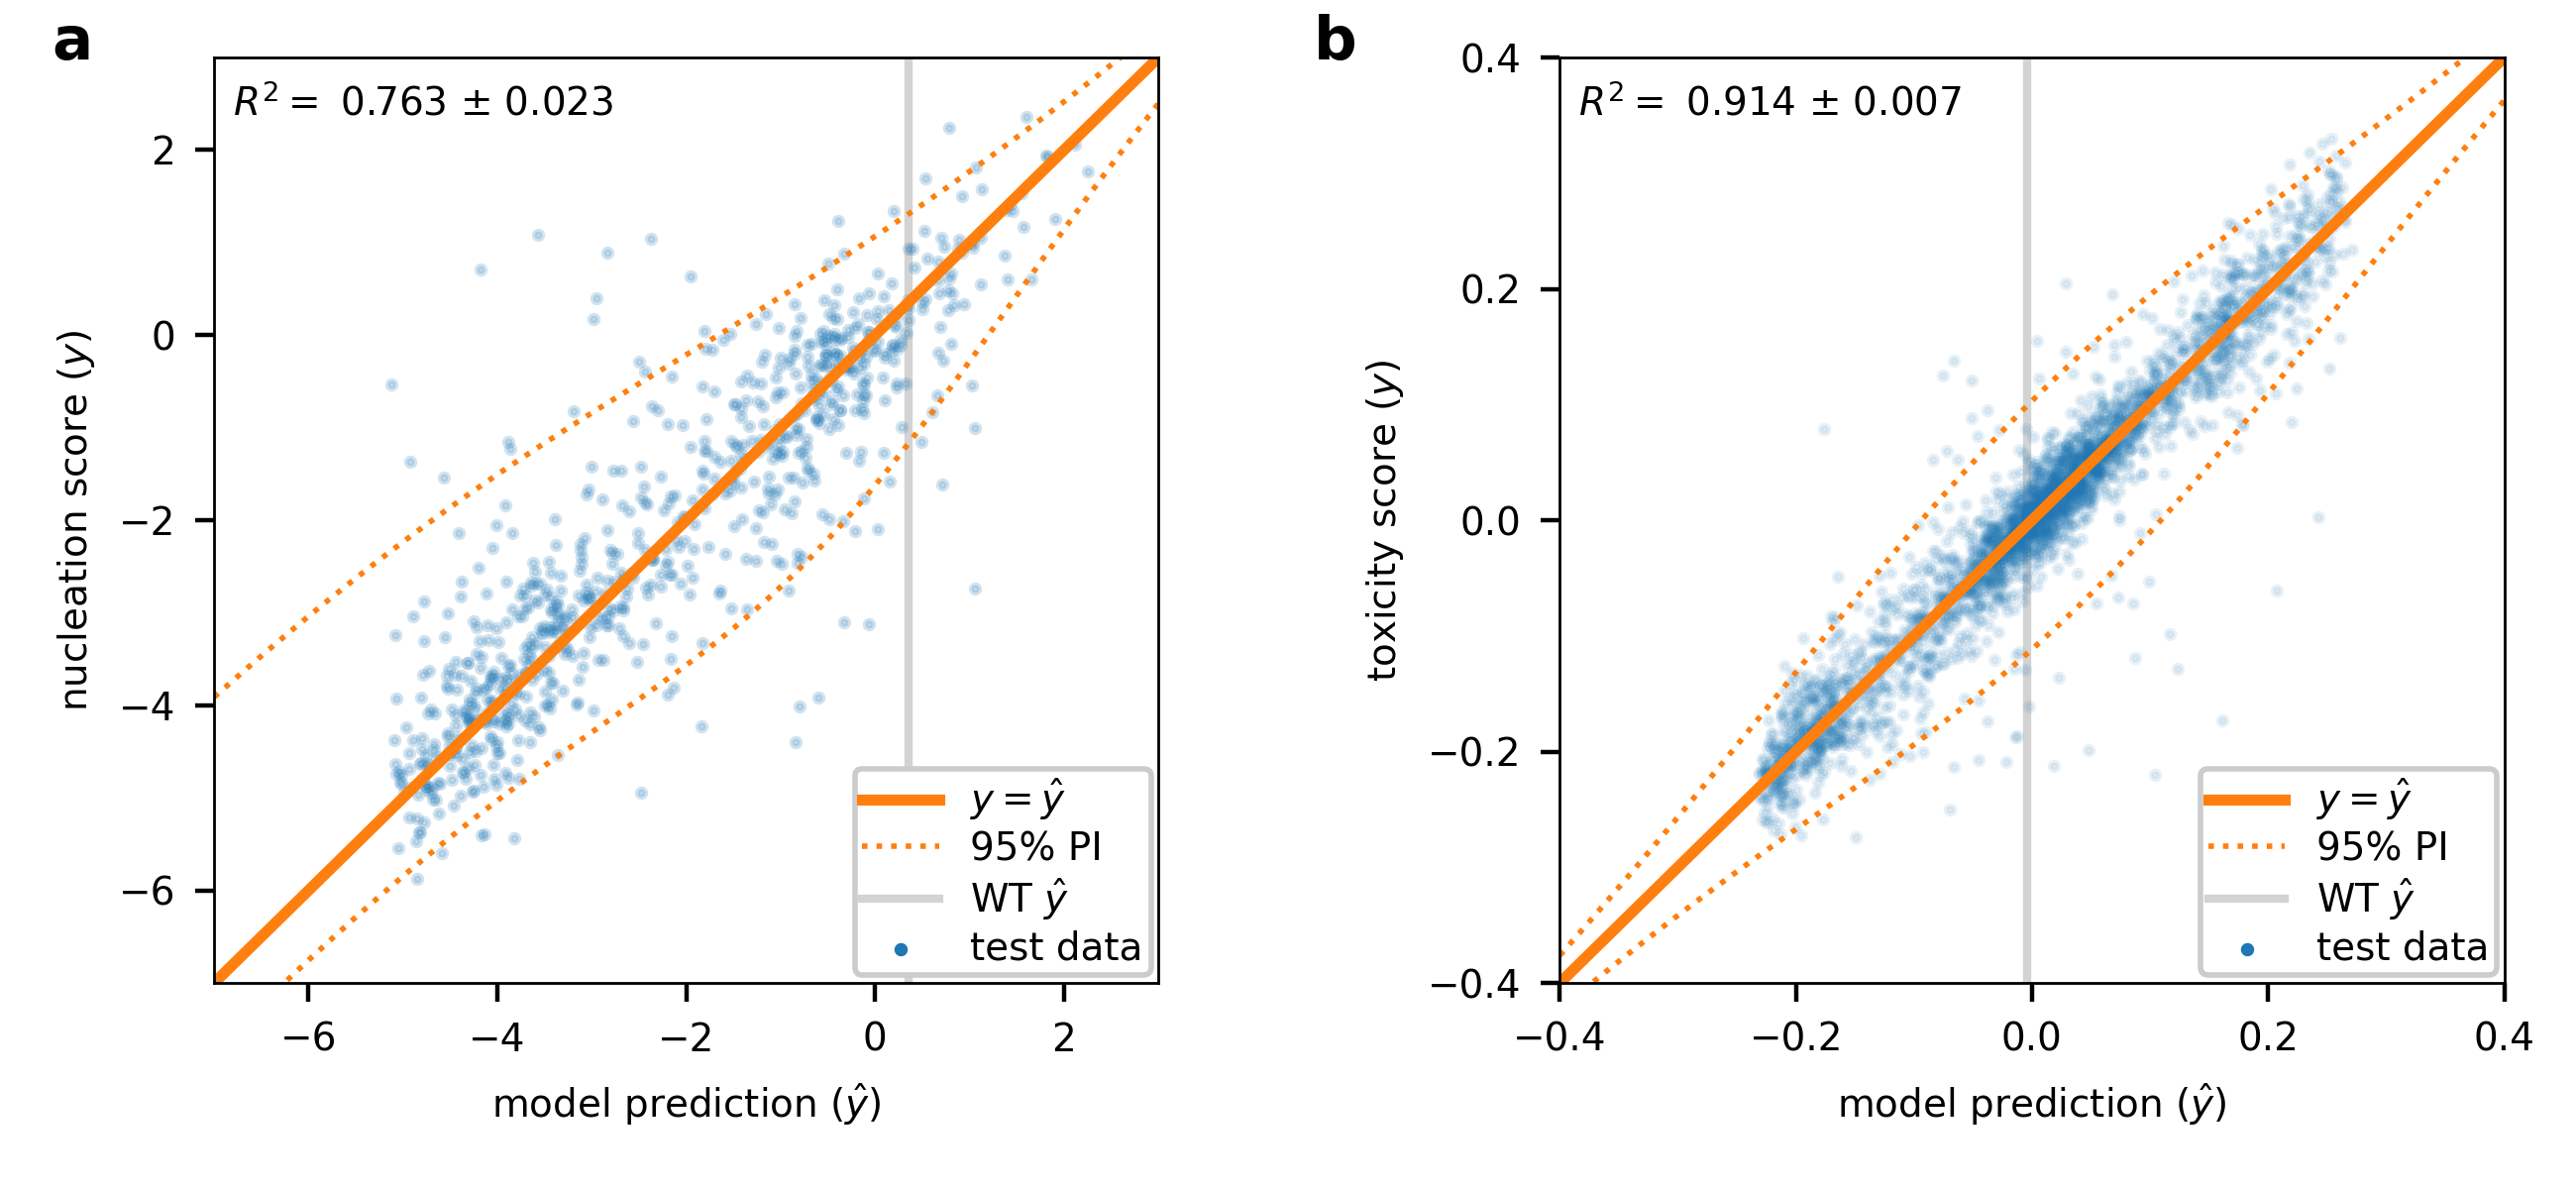 a
R² = 0.763 ± 0.023
nucleation score (y)
2
0
−2
−4
−6
−6 −4 −2 0 2
model prediction (ŷ)
y = ŷ
95% PI
WT ŷ
test data
b
R² = 0.914 ± 0.007
toxicity score (y)
0.4
0.2
0.0
−0.2
−0.4
−0.4 −0.2 0.0 0.2 0.4
model prediction (ŷ)
y = ŷ
95% PI
WT ŷ
test data